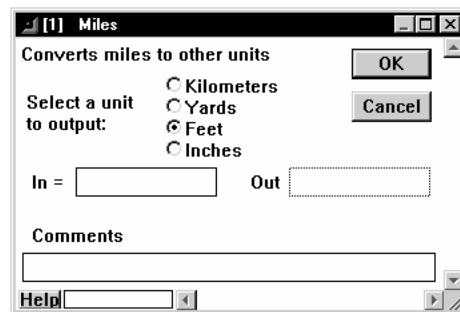 [1] Miles
Converts miles to other units
OK
Kilometers
Select a unit
to output:
Yards
Cancel
Feet
Inches
In =
Out
Comments
Help